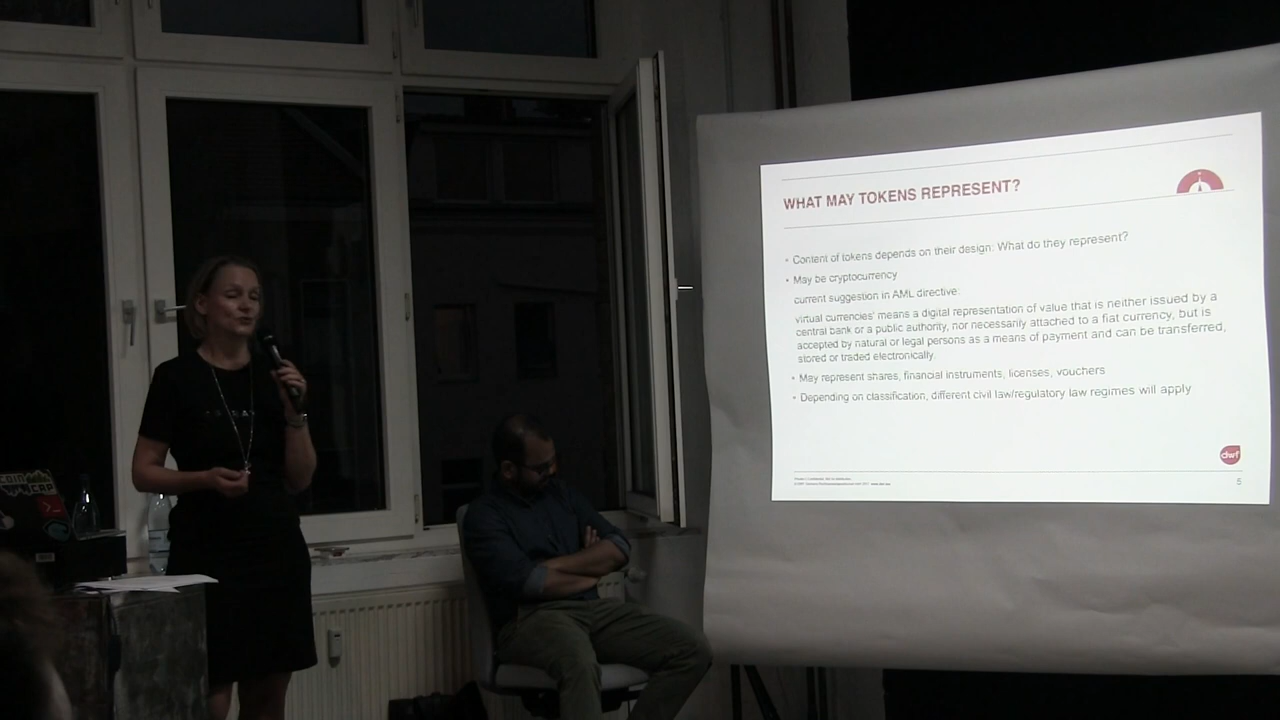 WHAT MAY TOKENS REPRESENT?
• Content of tokens depends on their design: What do they represent?
• May be cryptocurrency
current suggestion in AML directive:
virtual currencies' means a digital representation of value that is neither issued by a
central bank or a public authority, nor necessarily attached to a fiat currency, but is
accepted by natural or legal persons as a means of payment and can be transferred,
stored or traded electronically.
• May represent shares, financial instruments, licenses, vouchers
• Depending on classification, different civil law/regulatory law regimes will apply
dwf
5
COIN
CAP